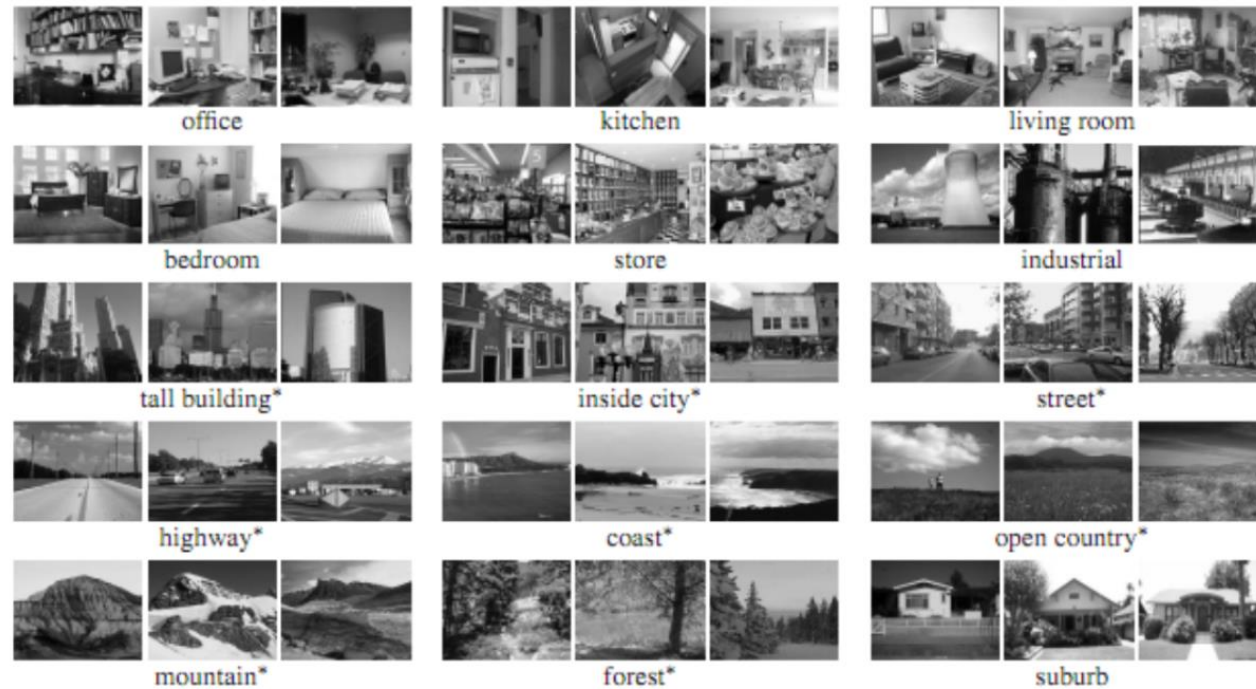 office
kitchen
living room
bedroom
store
industrial
tall building*
inside city*
street*
highway*
coast*
open country*
mountain*
forest*
suburb